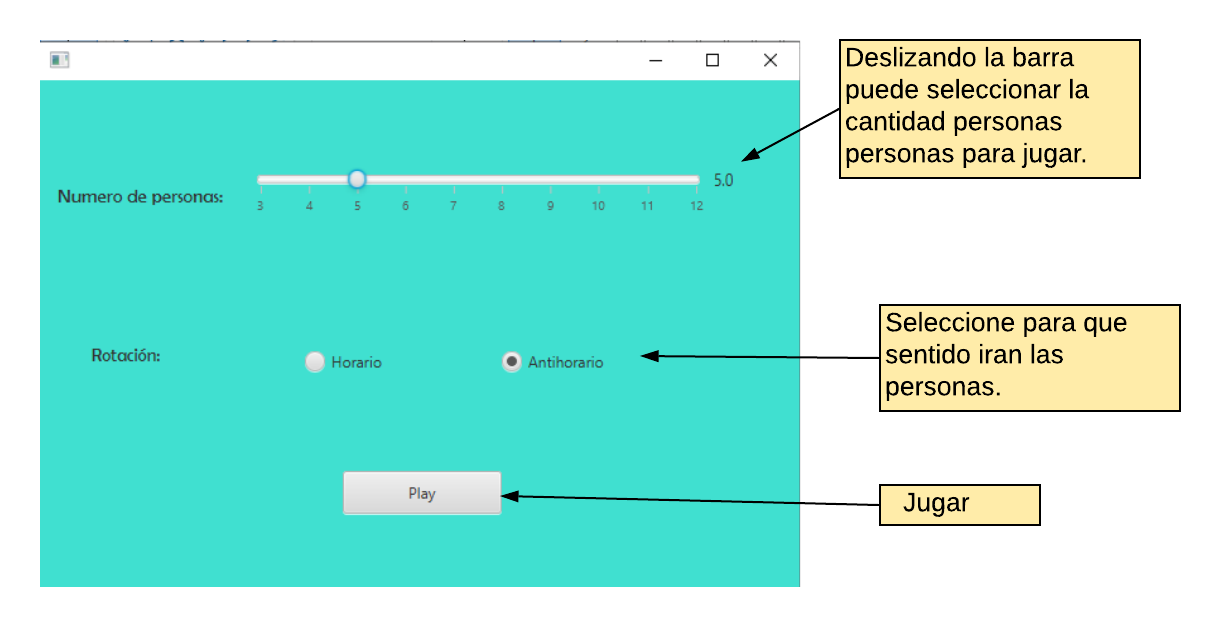 Deslizando la barra
puede seleccionar la
cantidad personas
personas para jugar.
Numero de personas:
5.0
3 4 5 6 7 8 9 10 11 12
Seleccione para que
sentido iran las
personas.
Rotación:
Horario
Antihorario
Play
Jugar